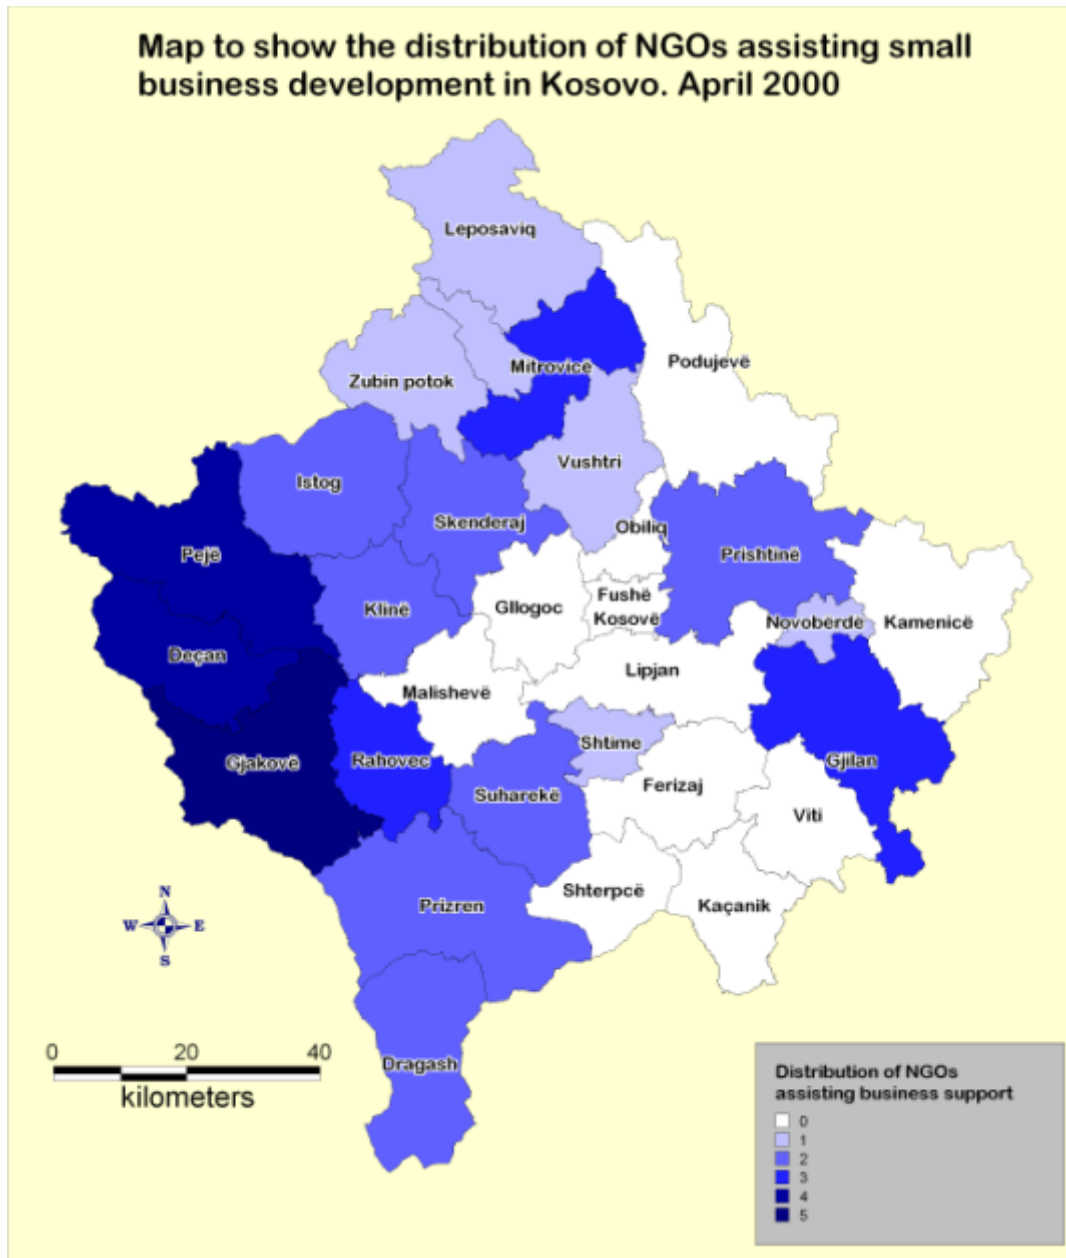 Map to show the distribution of NGOs assisting small
business development in Kosovo. April 2000
Leposaviq
Podujevë
Mitrovicë
Zubin potok
Vushtri
Istog
Skenderaj
Obiliq
Prishtinë
Pejë
Klinë
Gllogoc
Fushë
Kosovë
Novobërdë
Kamenicë
Deçan
Lipjan
Malishevë
Shtime
Gjakovë
Rahovec
Gjilan
Suharekë
Ferizaj
Viti
Shterpcë
Kaçanik
Prizren
N
W E
S
Dragash
0 20 40
kilometers
Distribution of NGOs
assisting business support
0
1
2
3
4
5